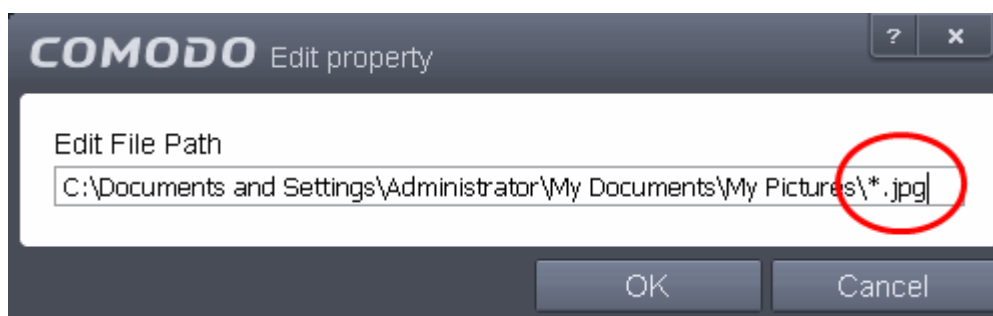 COMODO Edit property ? x
Edit File Path
C:\Documents and Settings\Administrator\My Documents\My Pictures\*.jpg
OK Cancel